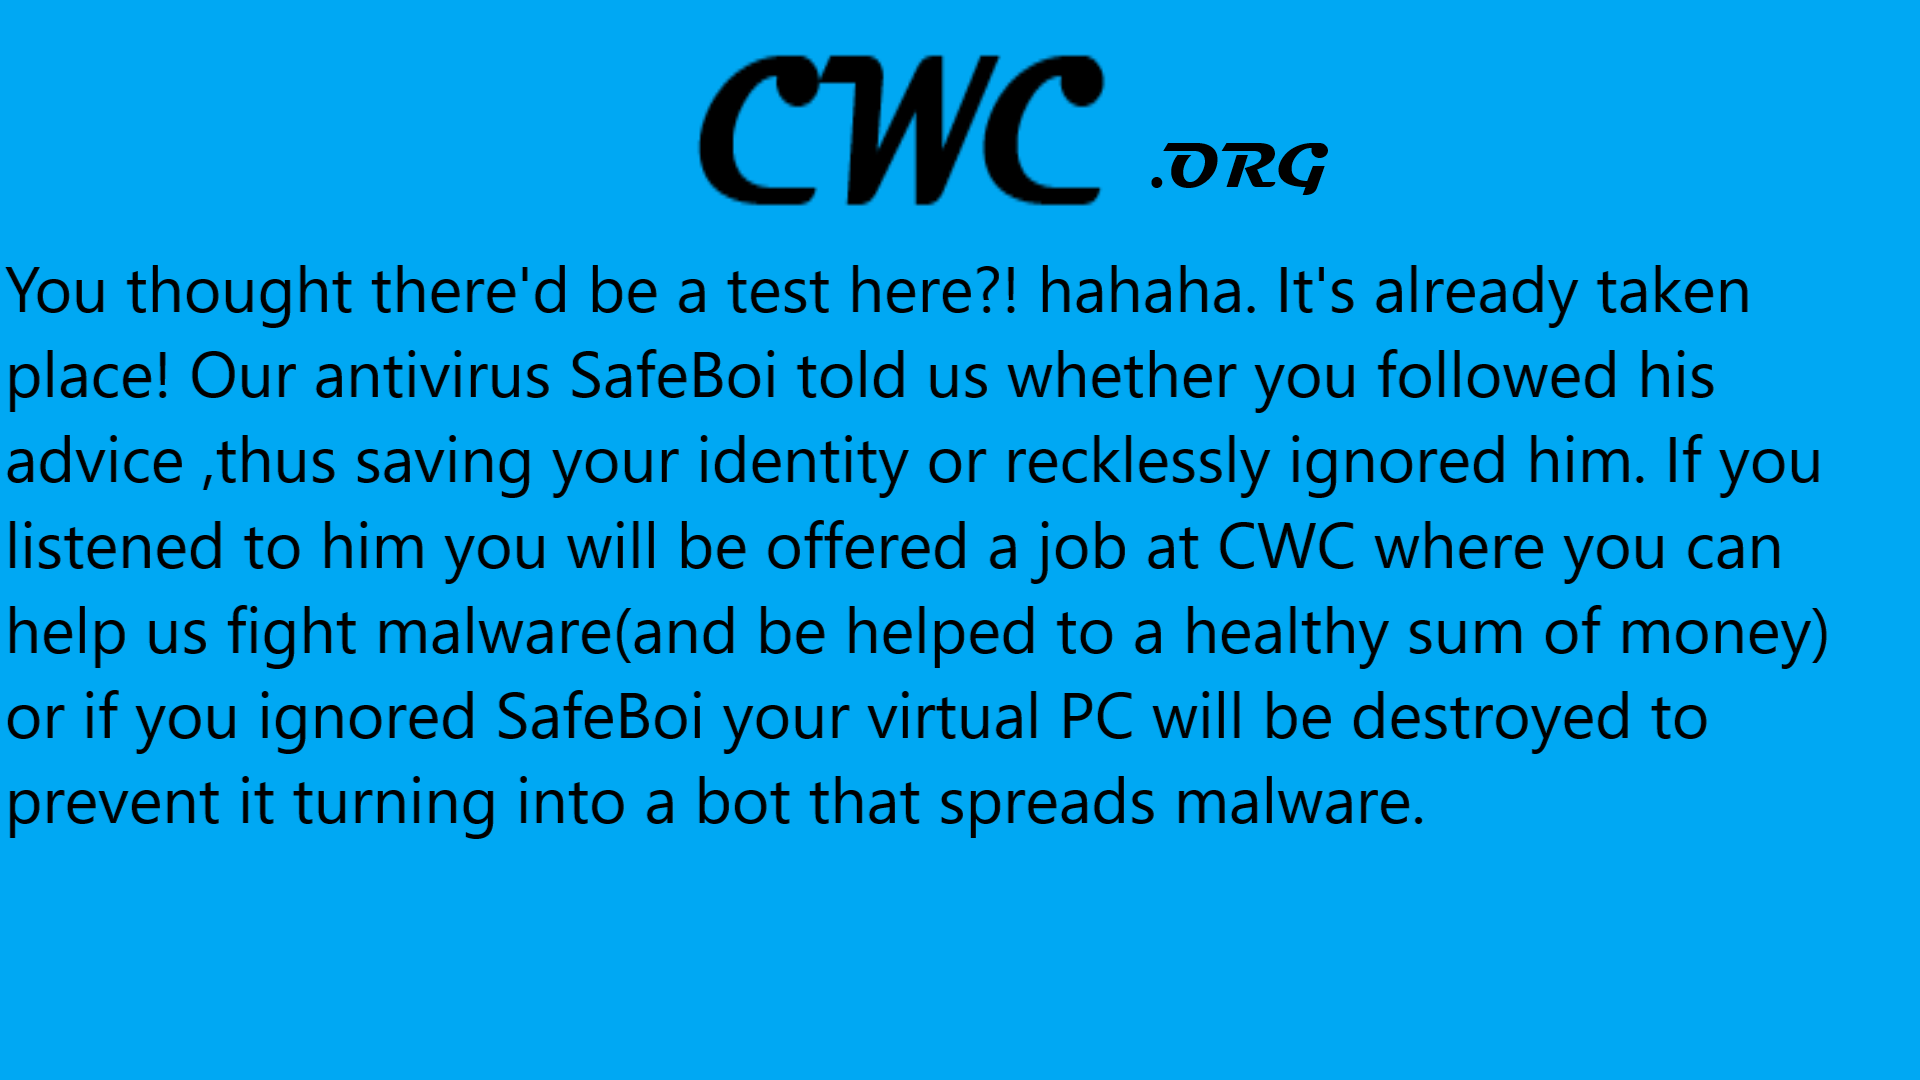 CWC .ORG
You thought there'd be a test here?! hahaha. It's already taken
place! Our antivirus SafeBoi told us whether you followed his
advice ,thus saving your identity or recklessly ignored him. If you
listened to him you will be offered a job at CWC where you can
help us fight malware(and be helped to a healthy sum of money)
or if you ignored SafeBoi your virtual PC will be destroyed to
prevent it turning into a bot that spreads malware.